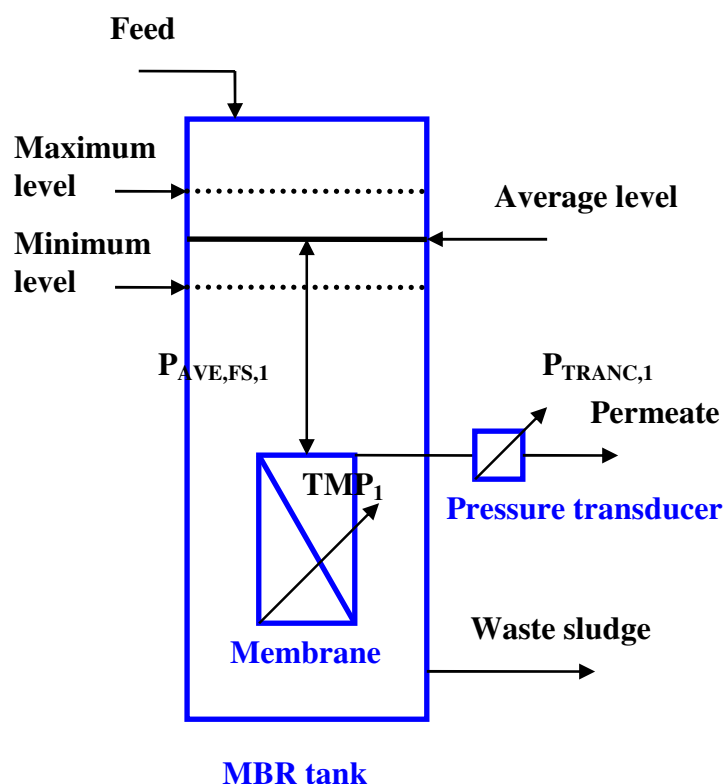 Feed
Maximum
level
Average level
Minimum
level
P_AVE,FS,1
P_TRANC,1
Permeate
TMP_1
Pressure transducer
Waste sludge
Membrane
MBR tank